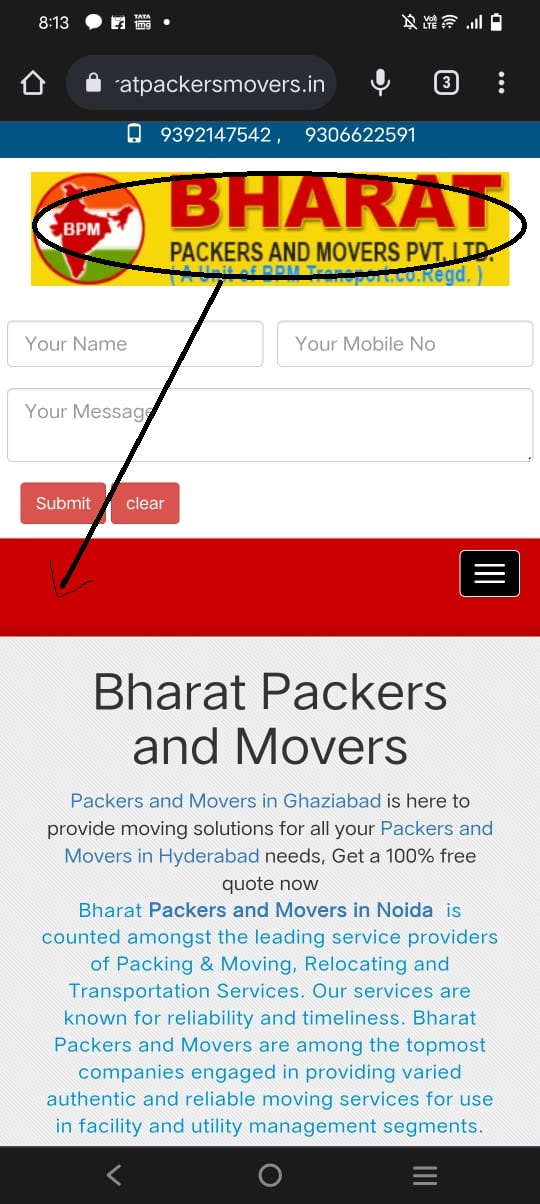 8:13
TATA
1mg
Vo)
LTE
ratpackersmovers.in
3
9392147542 , 9306622591
BPM
BHARAT
PACKERS AND MOVERS PVT. LTD.
( A Unit of BPM Transport.co.Regd. )
Your Name
Your Mobile No
Your Message
Submit
clear
Bharat Packers
and Movers
Packers and Movers in Ghaziabad is here to
provide moving solutions for all your Packers and
Movers in Hyderabad needs, Get a 100% free
quote now
Bharat Packers and Movers in Noida is
counted amongst the leading service providers
of Packing & Moving, Relocating and
Transportation Services. Our services are
known for reliability and timeliness. Bharat
Packers and Movers are among the topmost
companies engaged in providing varied
authentic and reliable moving services for use
in facility and utility management segments.